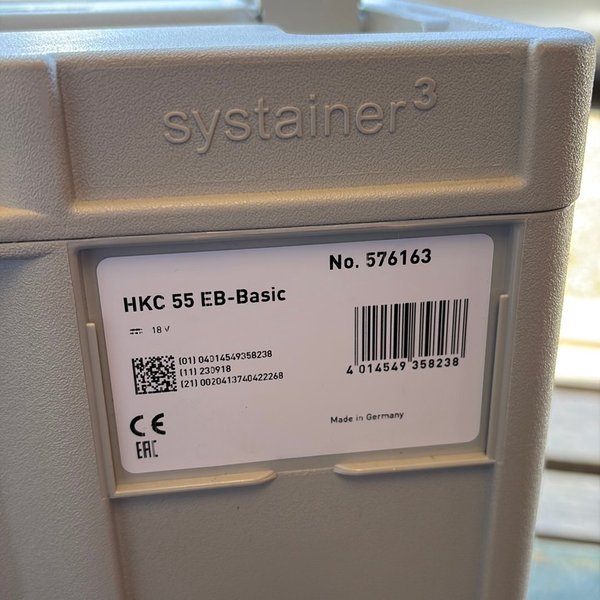 systainer³
No. 576163
HKC 55 EB-Basic
18 V
(01) 04014549358238
(11) 230918
(21) 0020413740422268
4 014549 358238
Made in Germany
CE
EAC